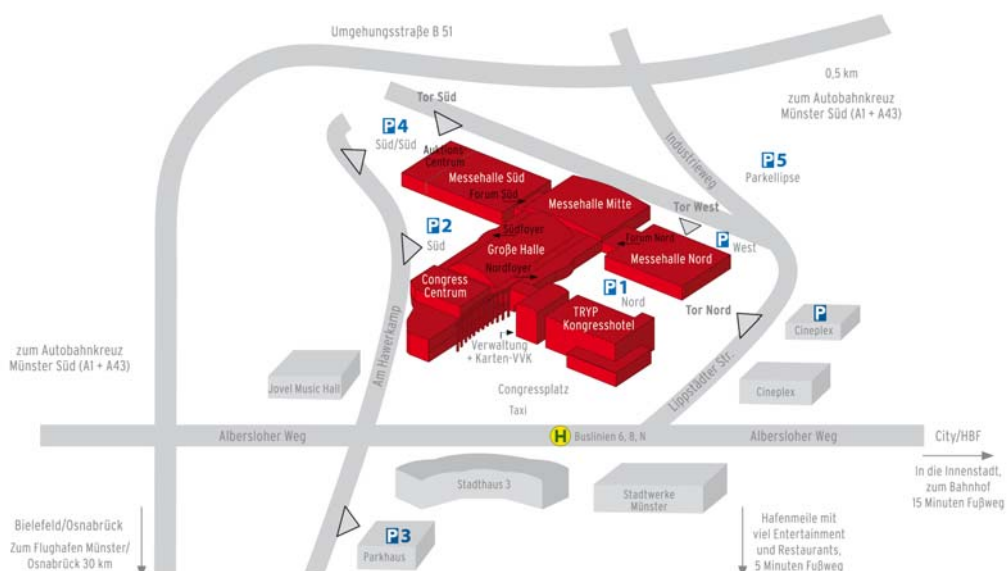 Umgehungsstraße B 51
0,5 km
zum Autobahnkreuz
Münster Süd (A1 + A43)
Tor Süd
P4
Süd/Süd
Industrieweg
P5
Parkellipse
Auktions-
Centrum
Messehalle Süd
Forum Süd
Messehalle Mitte
Tor West
P2
Süd
Südfoyer
Große Halle
Forum Nord
Messehalle Nord
P
West
Nordfoyer
Congress
Centrum
P1
Nord
TRYP
Kongresshotel
Tor Nord
P
Cineplex
Verwaltung
+ Karten-VVK
zum Autobahnkreuz
Münster Süd (A1 + A43)
Am Hawerkamp
Jovel Music Hall
Congressplatz
Taxi
Lippstädter Str.
Cineplex
Albersloher Weg
H Buslinien 6, 8, N
Albersloher Weg
City/HBF
In die Innenstadt,
zum Bahnhof
15 Minuten Fußweg
Stadthaus 3
Stadtwerke
Münster
Bielefeld/Osnabrück
Zum Flughafen Münster/
Osnabrück 30 km
P3
Parkhaus
Hafenmeile mit
viel Entertainment
und Restaurants,
5 Minuten Fußweg